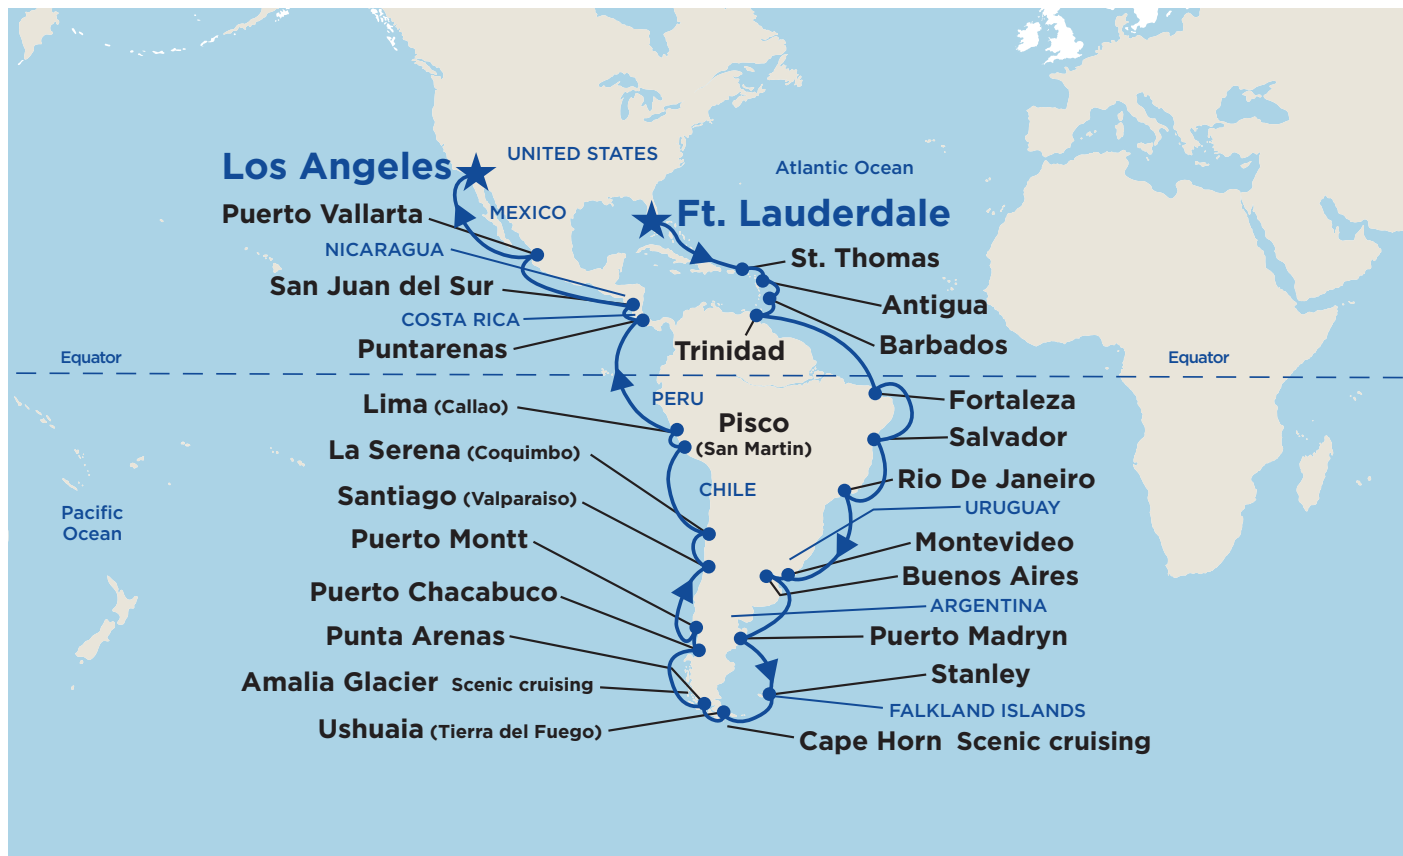 UNITED STATES
Los Angeles
Atlantic Ocean
Puerto Vallarta
MEXICO
Ft. Lauderdale
NICARAGUA
St. Thomas
San Juan del Sur
Antigua
COSTA RICA
Puntarenas
Trinidad
Barbados
Equator
Equator
Lima (Callao)
PERU
Fortaleza
Pisco
(San Martin)
Salvador
La Serena (Coquimbo)
Rio De Janeiro
CHILE
Santiago (Valparaiso)
URUGUAY
Pacific
Ocean
Puerto Montt
Montevideo
Buenos Aires
Puerto Chacabuco
ARGENTINA
Punta Arenas
Puerto Madryn
Stanley
Amalia Glacier Scenic cruising
FALKLAND ISLANDS
Ushuaia (Tierra del Fuego)
Cape Horn Scenic cruising